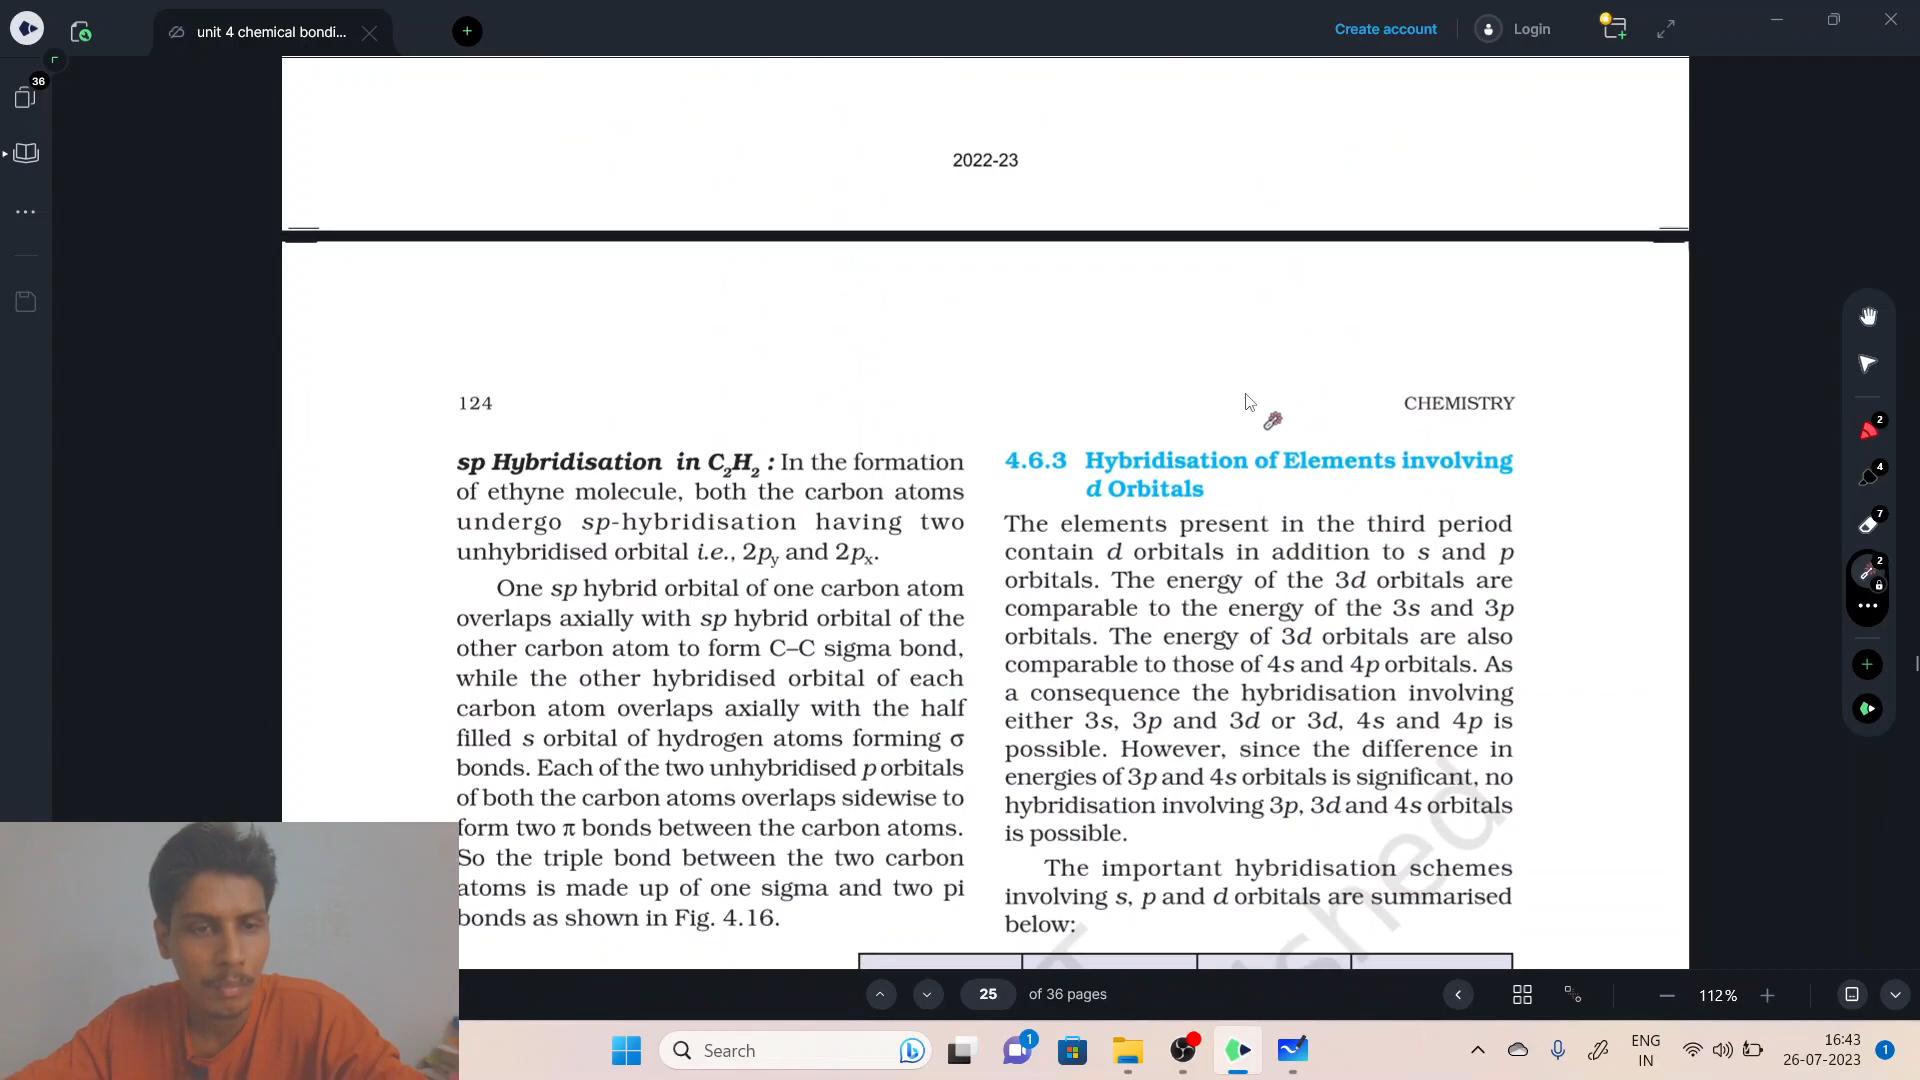 unit 4 chemical bondi...
Create account
Login
36
2022-23
124
CHEMISTRY
sp Hybridisation in C2H2 : In the formation
of ethyne molecule, both the carbon atoms
undergo sp-hybridisation having two
unhybridised orbital i.e., 2py and 2px.
One sp hybrid orbital of one carbon atom
overlaps axially with sp hybrid orbital of the
other carbon atom to form C–C sigma bond,
while the other hybridised orbital of each
carbon atom overlaps axially with the half
filled s orbital of hydrogen atoms forming σ
bonds. Each of the two unhybridised p orbitals
of both the carbon atoms overlaps sidewise to
form two π bonds between the carbon atoms.
So the triple bond between the two carbon
atoms is made up of one sigma and two pi
bonds as shown in Fig. 4.16.
4.6.3 Hybridisation of Elements involving
d Orbitals
The elements present in the third period
contain d orbitals in addition to s and p
orbitals. The energy of the 3d orbitals are
comparable to the energy of the 3s and 3p
orbitals. The energy of 3d orbitals are also
comparable to those of 4s and 4p orbitals. As
a consequence the hybridisation involving
either 3s, 3p and 3d or 3d, 4s and 4p is
possible. However, since the difference in
energies of 3p and 4s orbitals is significant, no
hybridisation involving 3p, 3d and 4s orbitals
is possible.
The important hybridisation schemes
involving s, p and d orbitals are summarised
below:
2
4
7
2
25 of 36 pages
112%
Search
1
ENG
IN
16:43
26-07-2023
1